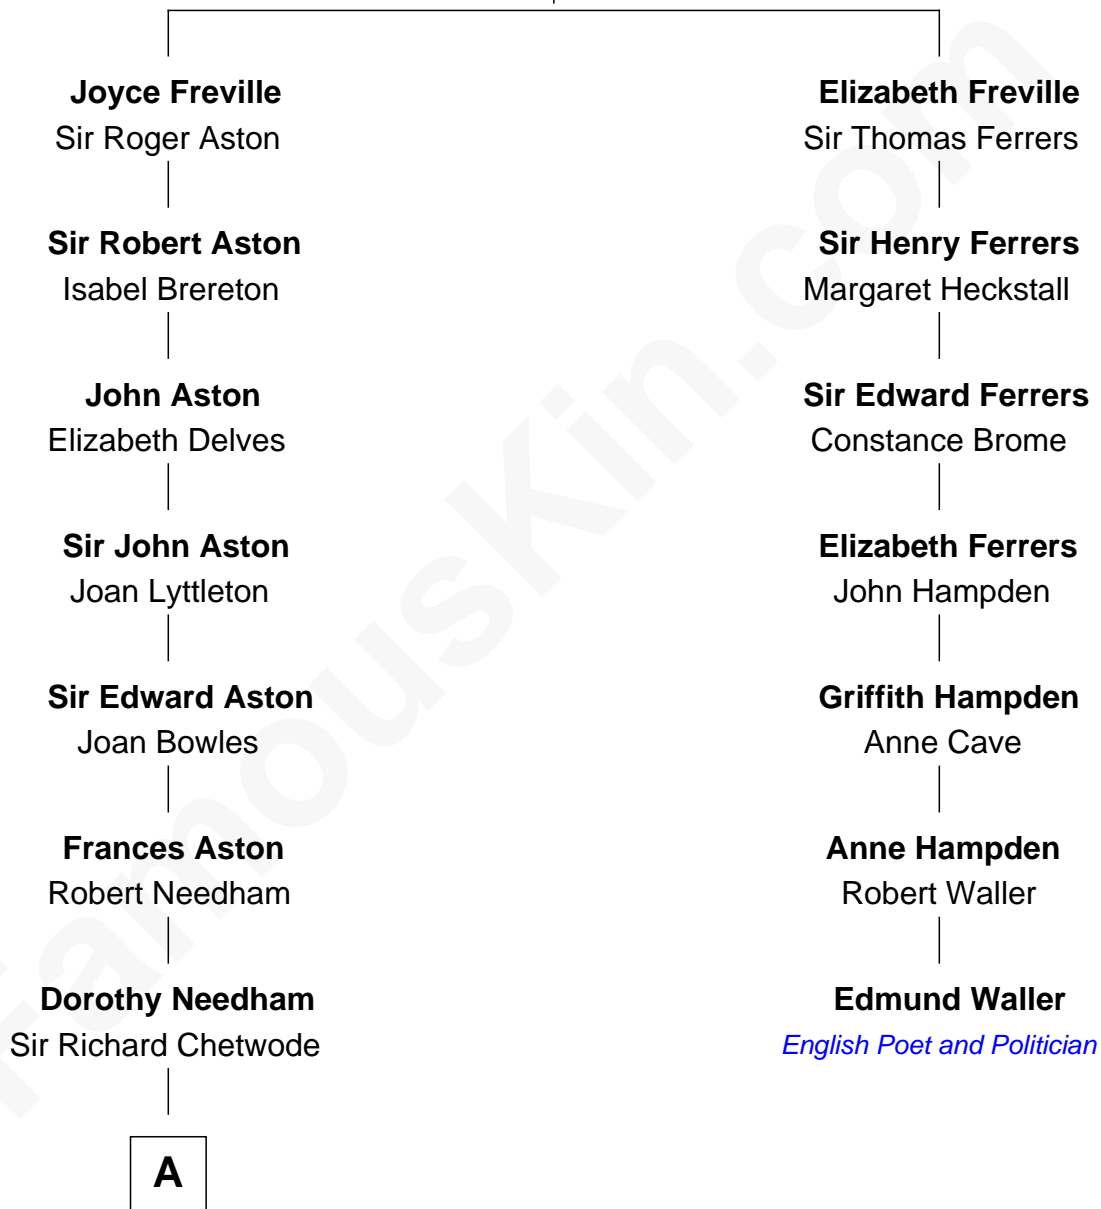 Joyce Freville
Sir Roger Aston
Sir Robert Aston
Isabel Brereton
John Aston
Elizabeth Delves
Sir John Aston
Joan Lyttleton
Sir Edward Aston
Joan Bowles
Frances Aston
Robert Needham
Dorothy Needham
Sir Richard Chetwode
A
Elizabeth Freville
Sir Thomas Ferrers
Sir Henry Ferrers
Margaret Heckstall
Sir Edward Ferrers
Constance Brome
Elizabeth Ferrers
John Hampden
Griffith Hampden
Anne Cave
Anne Hampden
Robert Waller
Edmund Waller
English Poet and Politician
FamousKin.com